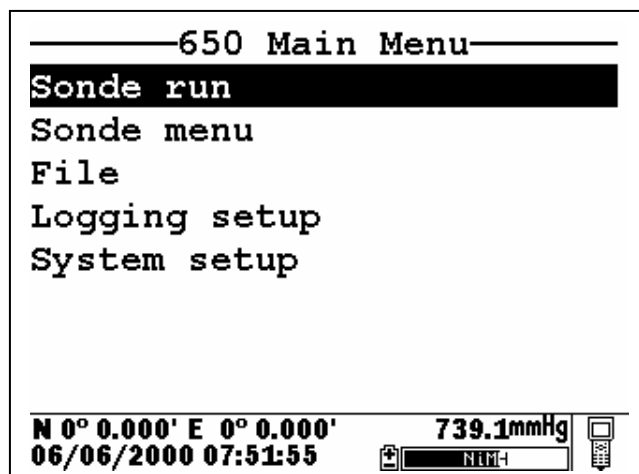 650 Main Menu
Sonde run
Sonde menu
File
Logging setup
System setup
N 0° 0.000' E 0° 0.000' 739.1mmHg
06/06/2000 07:51:55 NiMH